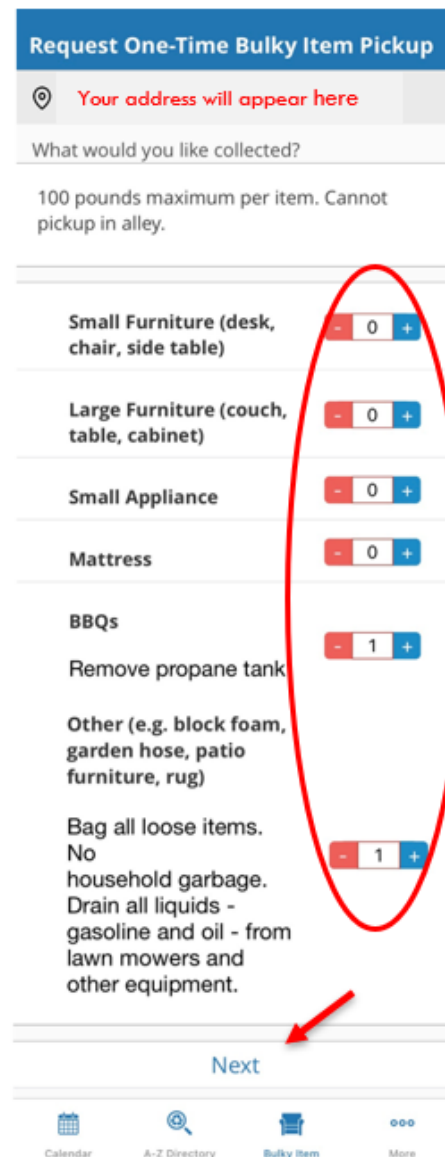 Request One-Time Bulky Item Pickup
Your address will appear here
What would you like collected?
100 pounds maximum per item. Cannot
pickup in alley.
Small Furniture (desk,
chair, side table)
- 0 +
Large Furniture (couch,
table, cabinet)
- 0 +
Small Appliance
- 0 +
Mattress
- 0 +
BBQs
Remove propane tank
- 1 +
Other (e.g. block foam,
garden hose, patio
furniture, rug)
Bag all loose items.
No
household garbage.
Drain all liquids -
gasoline and oil - from
lawn mowers and
other equipment.
- 1 +
Next
Calendar
A-Z Directory
Bulky Item
More